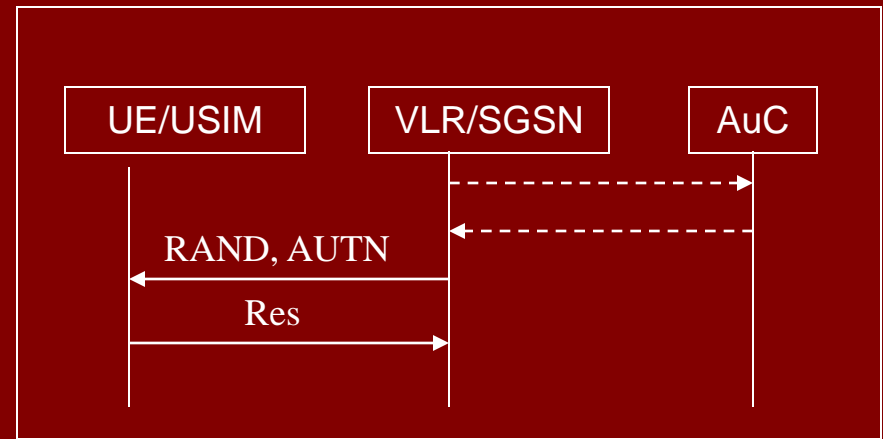 UE/USIM
VLR/SGSN
AuC
RAND, AUTN
Res